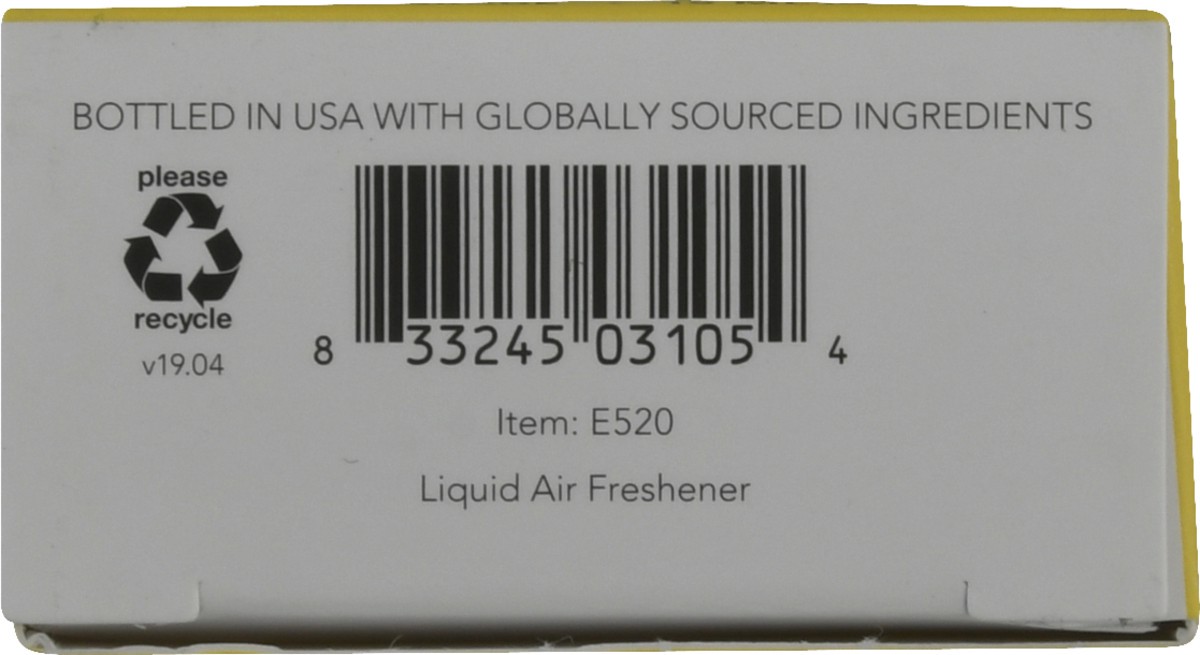 BOTTLED IN USA WITH GLOBALLY SOURCED INGREDIENTS
please
recycle
v19.04
8 33245 03105 4
Item: E520
Liquid Air Freshener